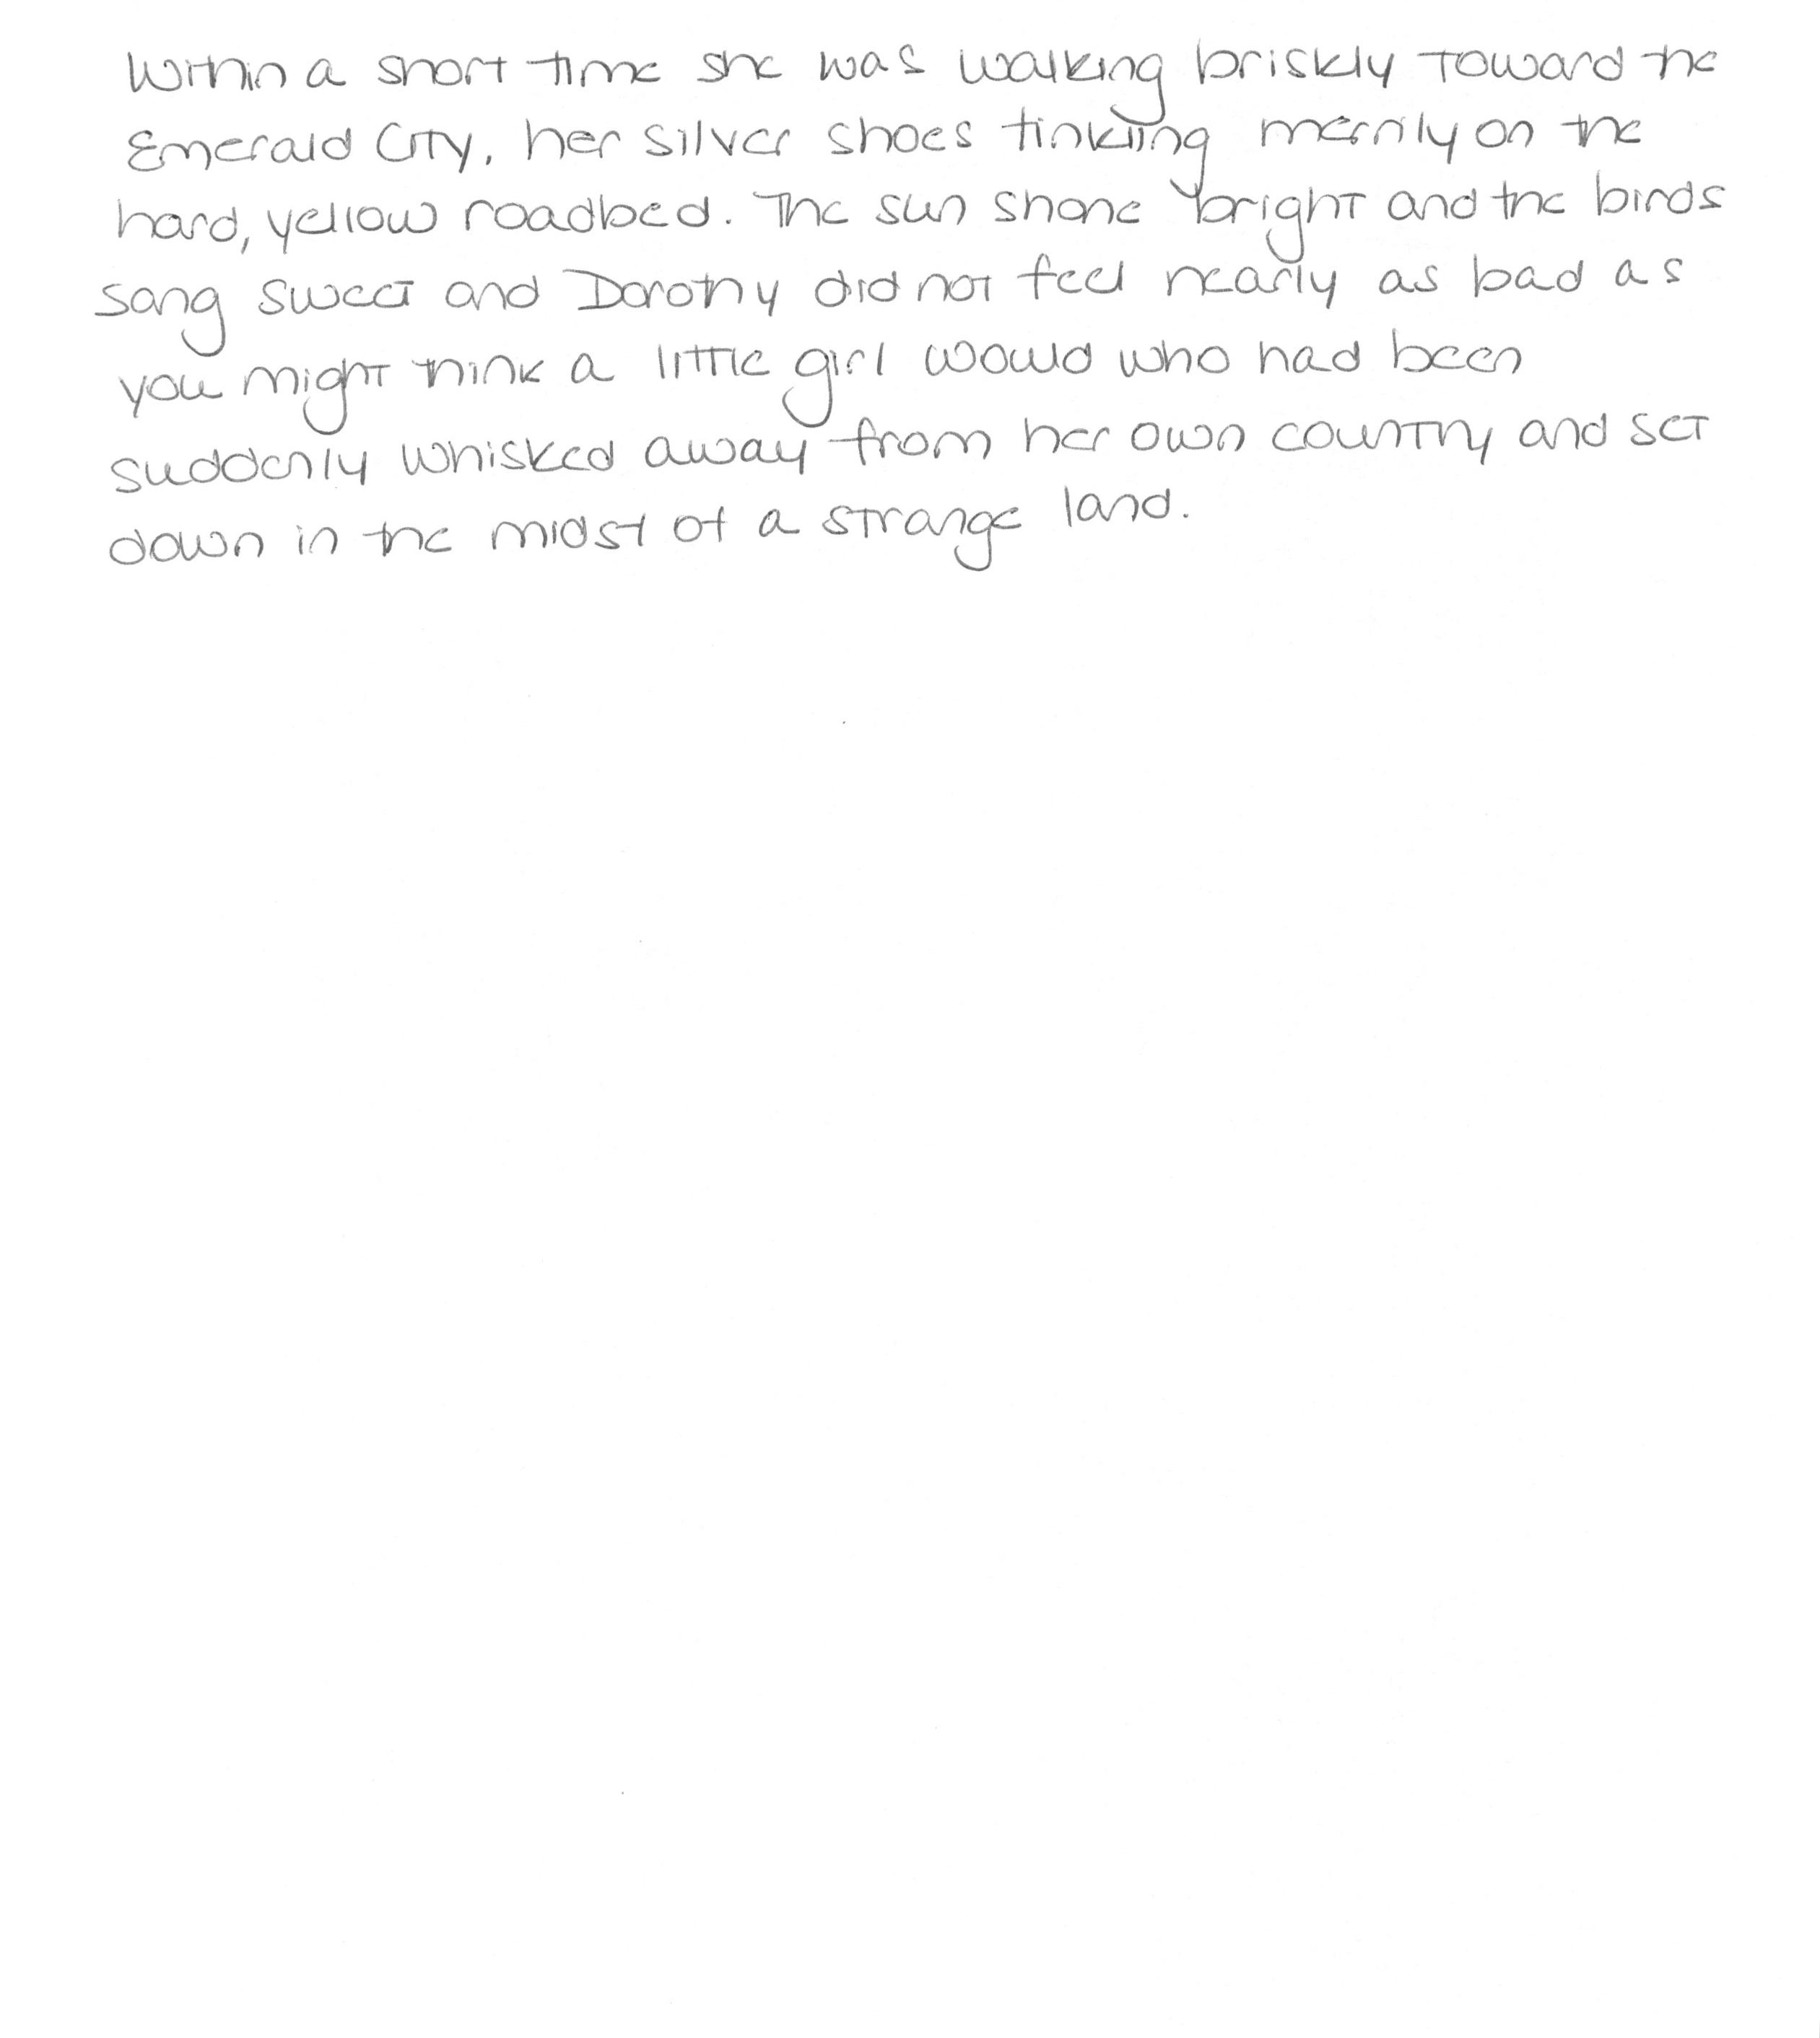 Within a short time she was walking briskly toward the
Emerald City, her silver shoes tinkling merrily on the
hard, yellow roadbed. The sun shone bright and the birds
sang sweet and Dorothy did not feel nearly as bad as
you might think a little girl would who had been
suddenly whisked away from her own country and set
down in the midst of a strange land.